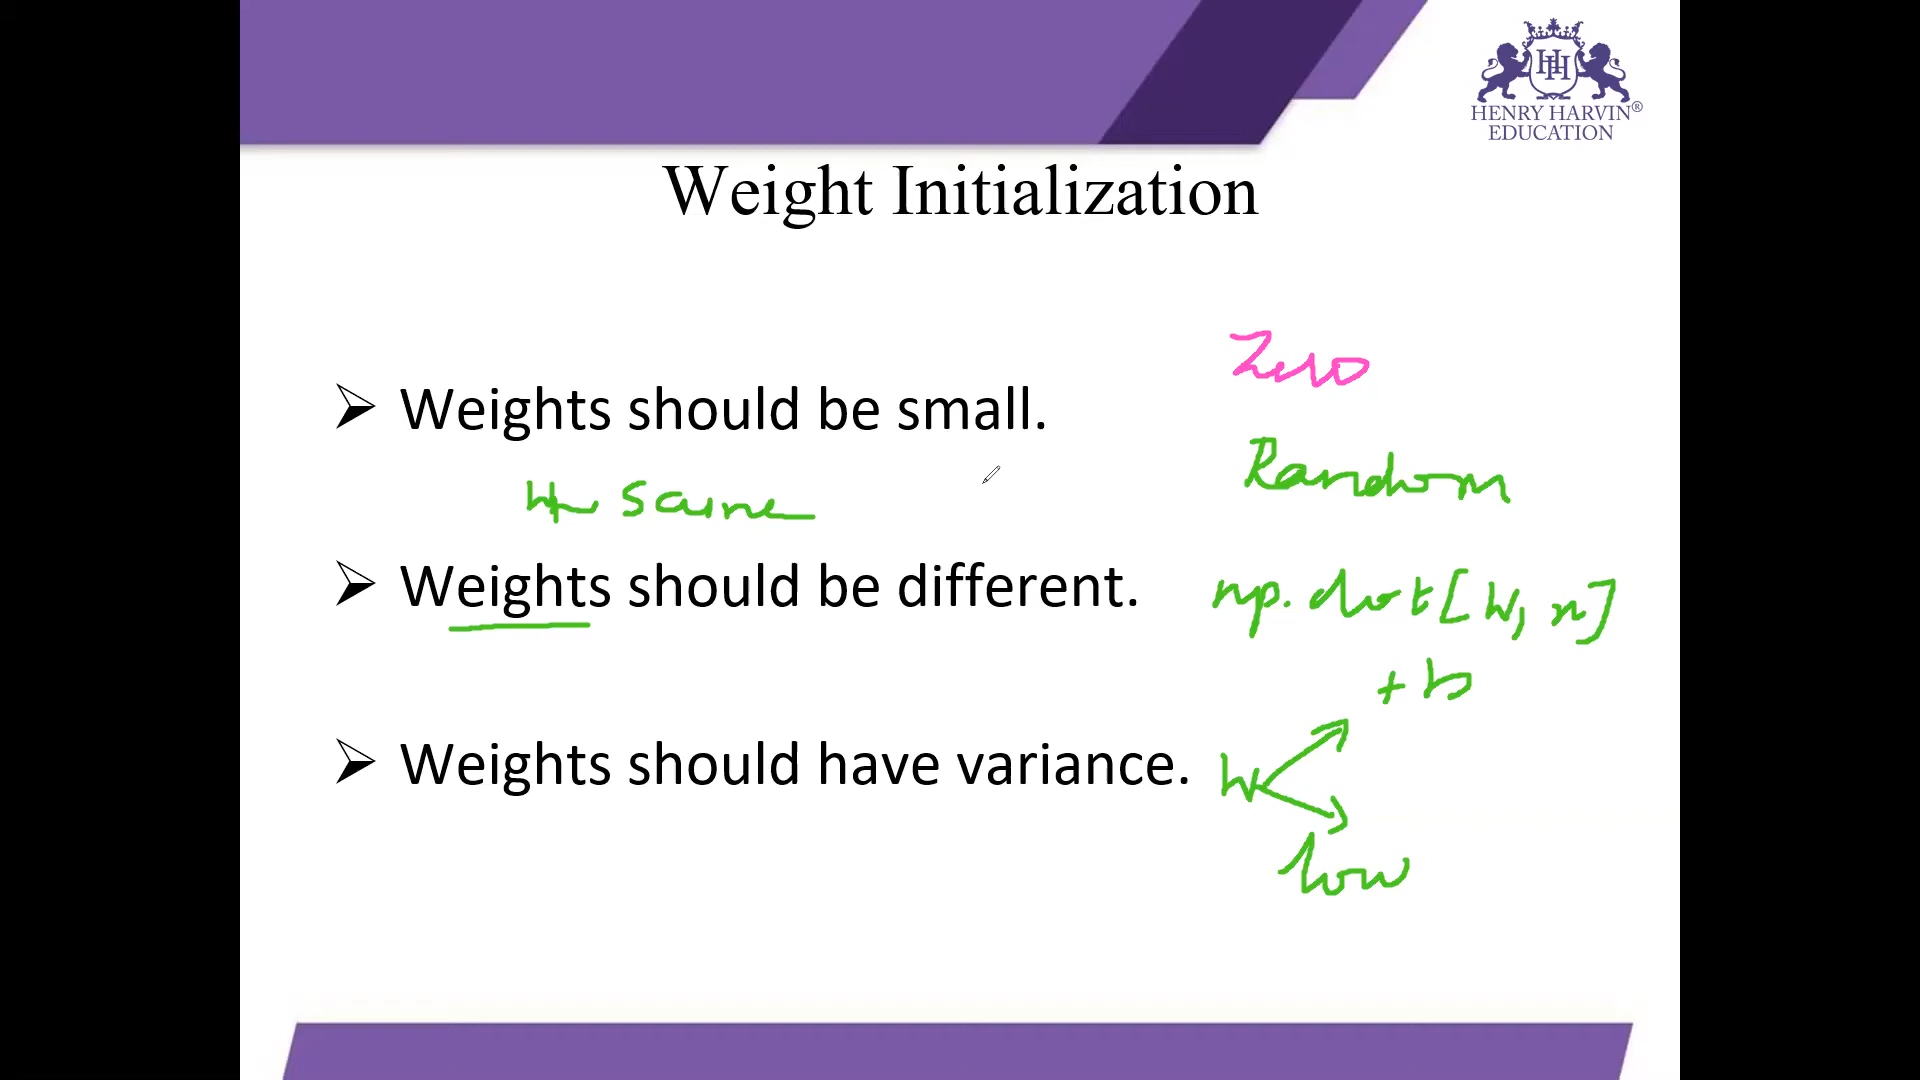 HH
HENRY HARVIN®
EDUCATION
Weight Initialization
Zero
Weights should be small.
Random
W same
Weights should be different.
np.dot[W, x]
+ b
Weights should have variance.
W
low